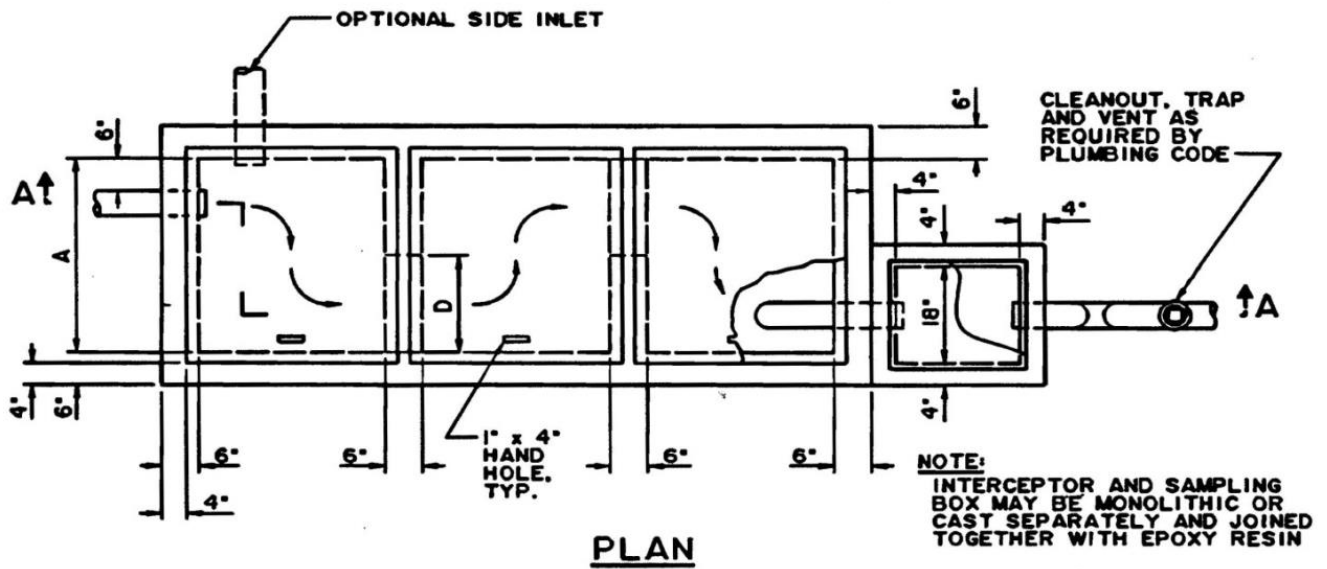 OPTIONAL SIDE INLET
CLEANOUT, TRAP
AND VENT AS
REQUIRED BY
PLUMBING CODE
6"
6"
A
A
4"
4"
4"
D
18"
A
4"
6"
4"
6"
4"
6"
6"
1" x 4"
HAND
HOLE,
TYP.
NOTE:
INTERCEPTOR AND SAMPLING
BOX MAY BE MONOLITHIC OR
CAST SEPARATELY AND JOINED
TOGETHER WITH EPOXY RESIN
PLAN